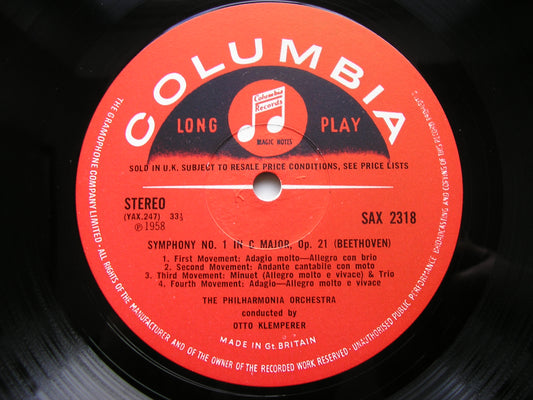 COLUMBIA
Columbia
Records
MAGIC NOTES
LONG PLAY
SOLD IN U.K. SUBJECT TO RESALE PRICE CONDITIONS, SEE PRICE LISTS
STEREO
(YAX.247) 33⅓
℗1958
SAX 2318
SYMPHONY NO. 1 IN C MAJOR, Op. 21 (BEETHOVEN)
1. First Movement: Adagio molto—Allegro con brio
2. Second Movement: Andante cantabile con moto
3. Third Movement: Minuet (Allegro molto e vivace) & Trio
4. Fourth Movement: Adagio—Allegro molto e vivace
THE PHILHARMONIA ORCHESTRA
conducted by
OTTO KLEMPERER
MADE IN Gt. BRITAIN
THE GRAMOPHONE COMPANY LIMITED·-ALL RIGHTS OF THE MANUFACTURER AND OF THE OWNER OF THE RECORDED WORK RESERVED·-UNAUTHORISED PUBLIC PERFORMANCE BROADCASTING AND COPYING OF THIS RECORD PROHIBITED